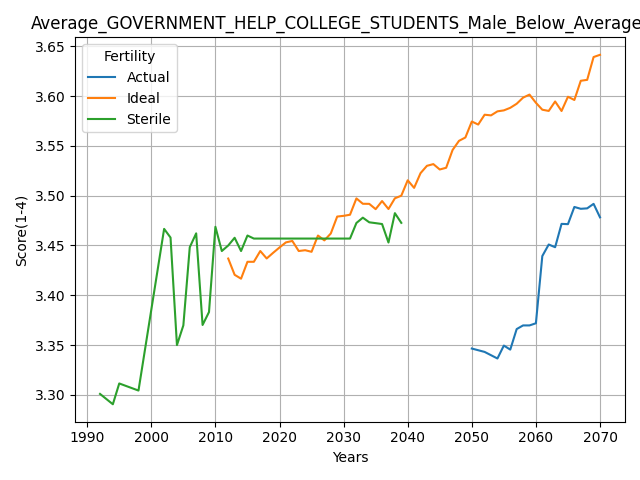 Average_GOVERNMENT_HELP_COLLEGE_STUDENTS_Male_Below_Average
Fertility
Actual
Ideal
Sterile
Score(1-4)
3.65
3.60
3.55
3.50
3.45
3.40
3.35
3.30
1990 2000 2010 2020 2030 2040 2050 2060 2070
Years